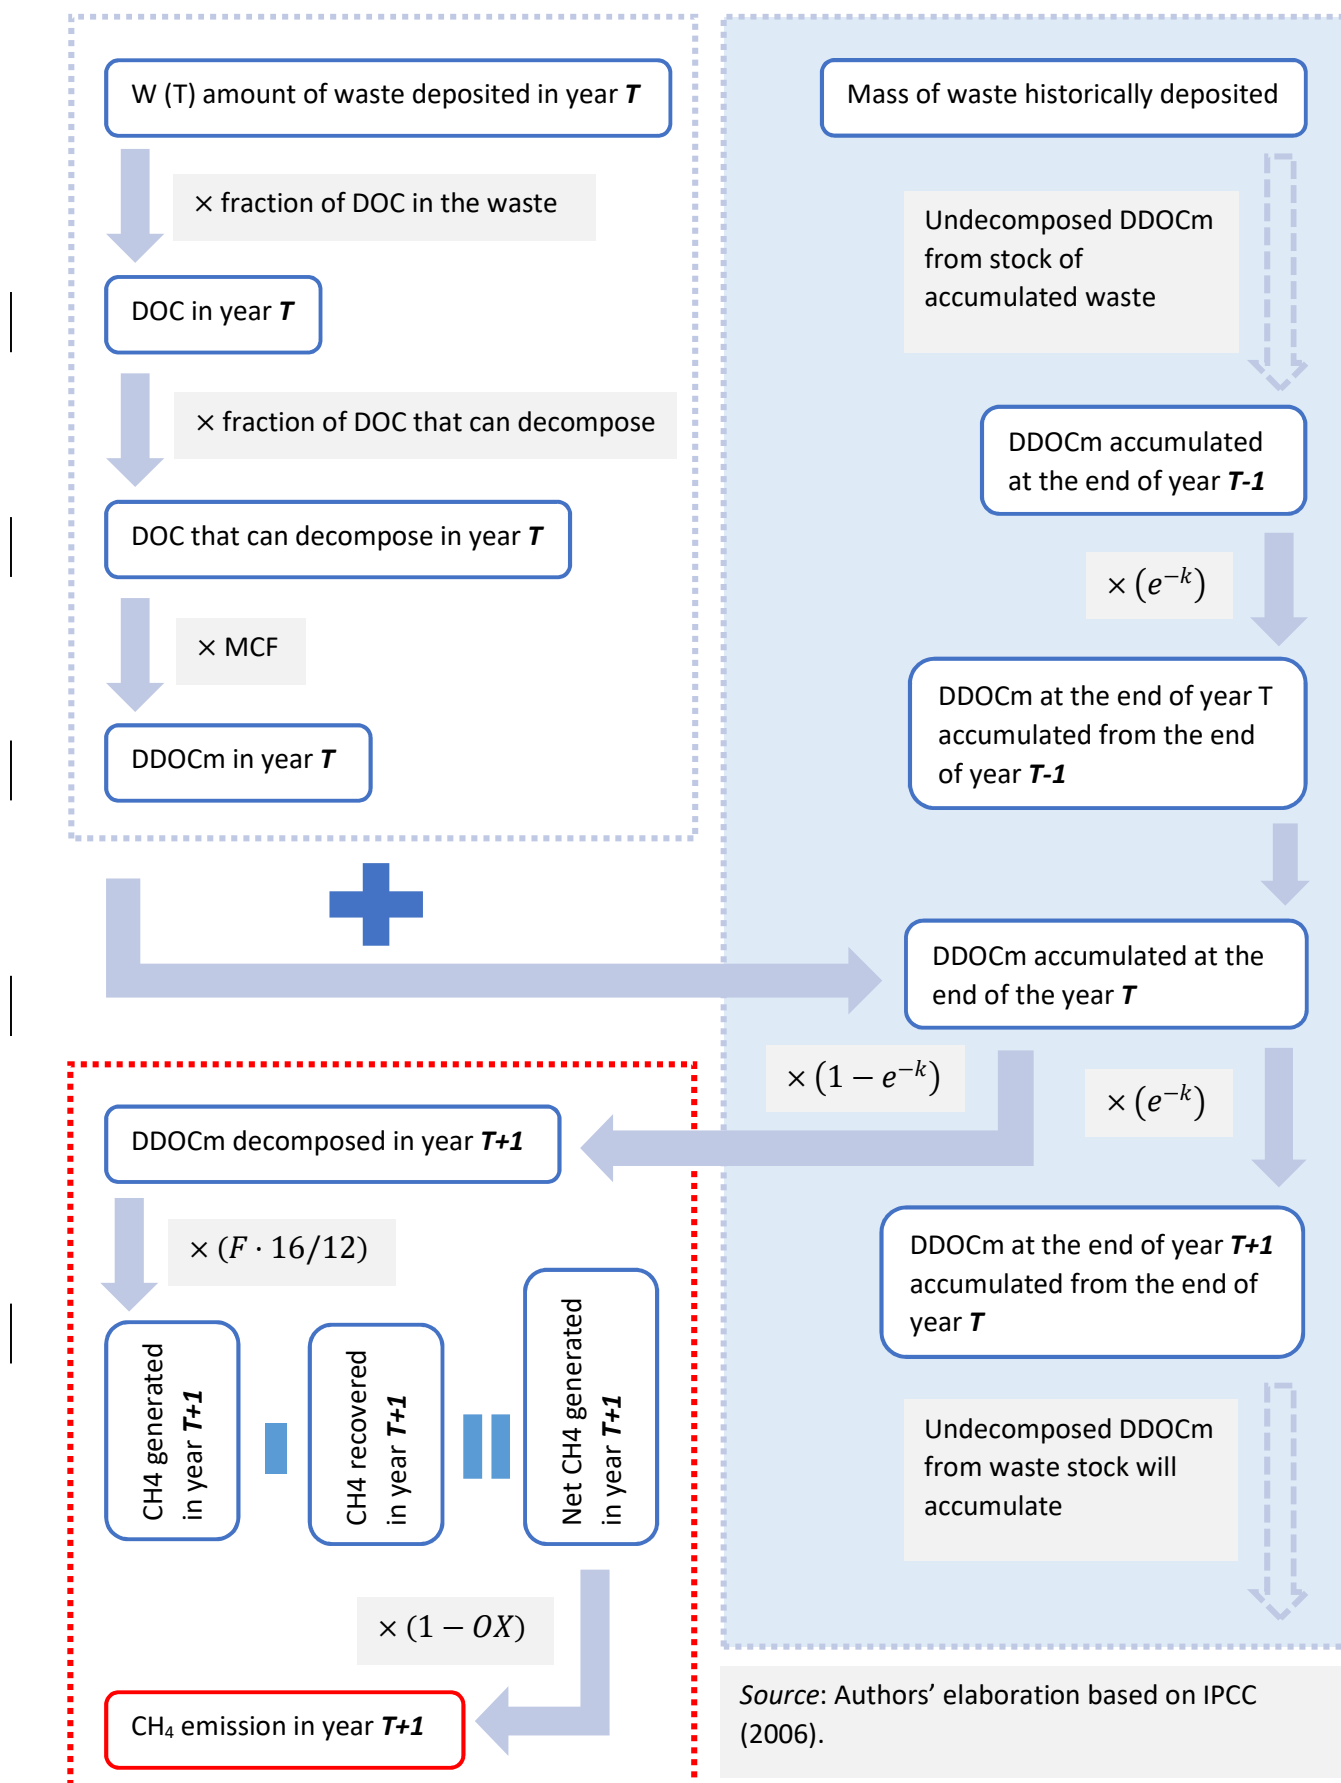 W (T) amount of waste deposited in year T
× fraction of DOC in the waste
DOC in year T
× fraction of DOC that can decompose
DOC that can decompose in year T
× MCF
DDOCm in year T
Mass of waste historically deposited
Undecomposed DDOCm
from stock of
accumulated waste
DDOCm accumulated
at the end of year T-1
× (e^{-k})
DDOCm at the end of year T
accumulated from the end
of year T-1
DDOCm accumulated at the
end of the year T
× (1 − e^{-k})
× (e^{-k})
DDOCm at the end of year T+1
accumulated from the end of
year T
Undecomposed DDOCm
from waste stock will
accumulate
DDOCm decomposed in year T+1
× (F · 16/12)
CH4 generated
in year T+1
CH4 recovered
in year T+1
Net CH4 generated
in year T+1
× (1 − OX)
CH₄ emission in year T+1
Source: Authors’ elaboration based on IPCC
(2006).